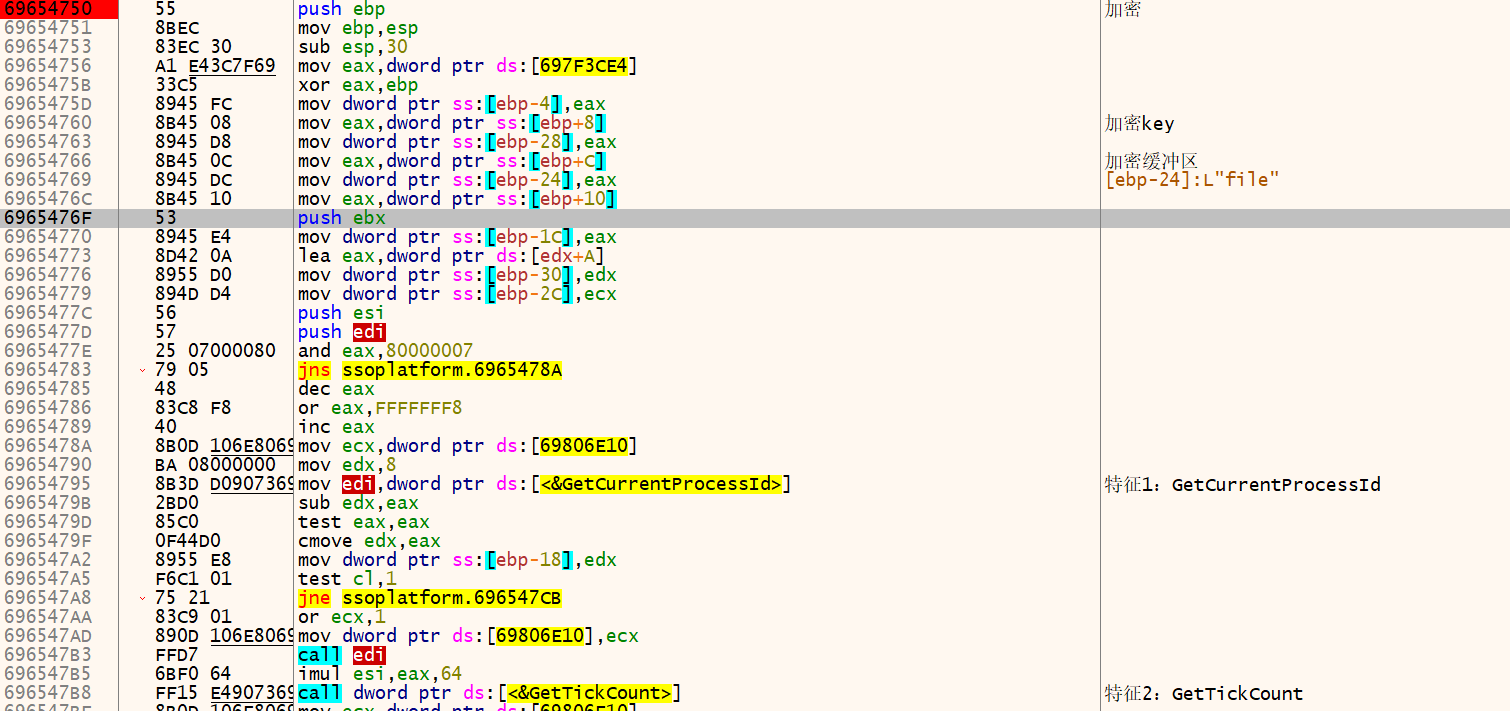 69654750 55 push ebp 加密
69654751 8BEC mov ebp,esp
69654753 83EC 30 sub esp,30
69654756 A1 E43C7F69 mov eax,dword ptr ds:[697F3CE4]
6965475B 33C5 xor eax,ebp
6965475D 8945 FC mov dword ptr ss:[ebp-4],eax
69654760 8B45 08 mov eax,dword ptr ss:[ebp+8] 加密key
69654763 8945 D8 mov dword ptr ss:[ebp-28],eax
69654766 8B45 0C mov eax,dword ptr ss:[ebp+C] 加密缓冲区
69654769 8945 DC mov dword ptr ss:[ebp-24],eax [ebp-24]:L"file"
6965476C 8B45 10 mov eax,dword ptr ss:[ebp+10]
6965476F 53 push ebx
69654770 8945 E4 mov dword ptr ss:[ebp-1C],eax
69654773 8D42 0A lea eax,dword ptr ds:[edx+A]
69654776 8955 D0 mov dword ptr ss:[ebp-30],edx
69654779 894D D4 mov dword ptr ss:[ebp-2C],ecx
6965477C 56 push esi
6965477D 57 push edi
6965477E 25 07000080 and eax,80000007
69654783 79 05 jns ssoplatform.6965478A
69654785 48 dec eax
69654786 83C8 F8 or eax,FFFFFFF8
69654789 40 inc eax
6965478A 8B0D 106E8069 mov ecx,dword ptr ds:[69806E10]
69654790 BA 08000000 mov edx,8
69654795 8B3D D0907369 mov edi,dword ptr ds:[<&GetCurrentProcessId>] 特征1：GetCurrentProcessId
6965479B 2BD0 sub edx,eax
6965479D 85C0 test eax,eax
6965479F 0F44D0 cmove edx,eax
696547A2 8955 E8 mov dword ptr ss:[ebp-18],edx
696547A5 F6C1 01 test cl,1
696547A8 75 21 jne ssoplatform.696547CB
696547AA 83C9 01 or ecx,1
696547AD 890D 106E8069 mov dword ptr ds:[69806E10],ecx
696547B3 FFD7 call edi
696547B5 6BF0 64 imul esi,eax,64
696547B8 FF15 E4907369 call dword ptr ds:[<&GetTickCount>] 特征2：GetTickCount